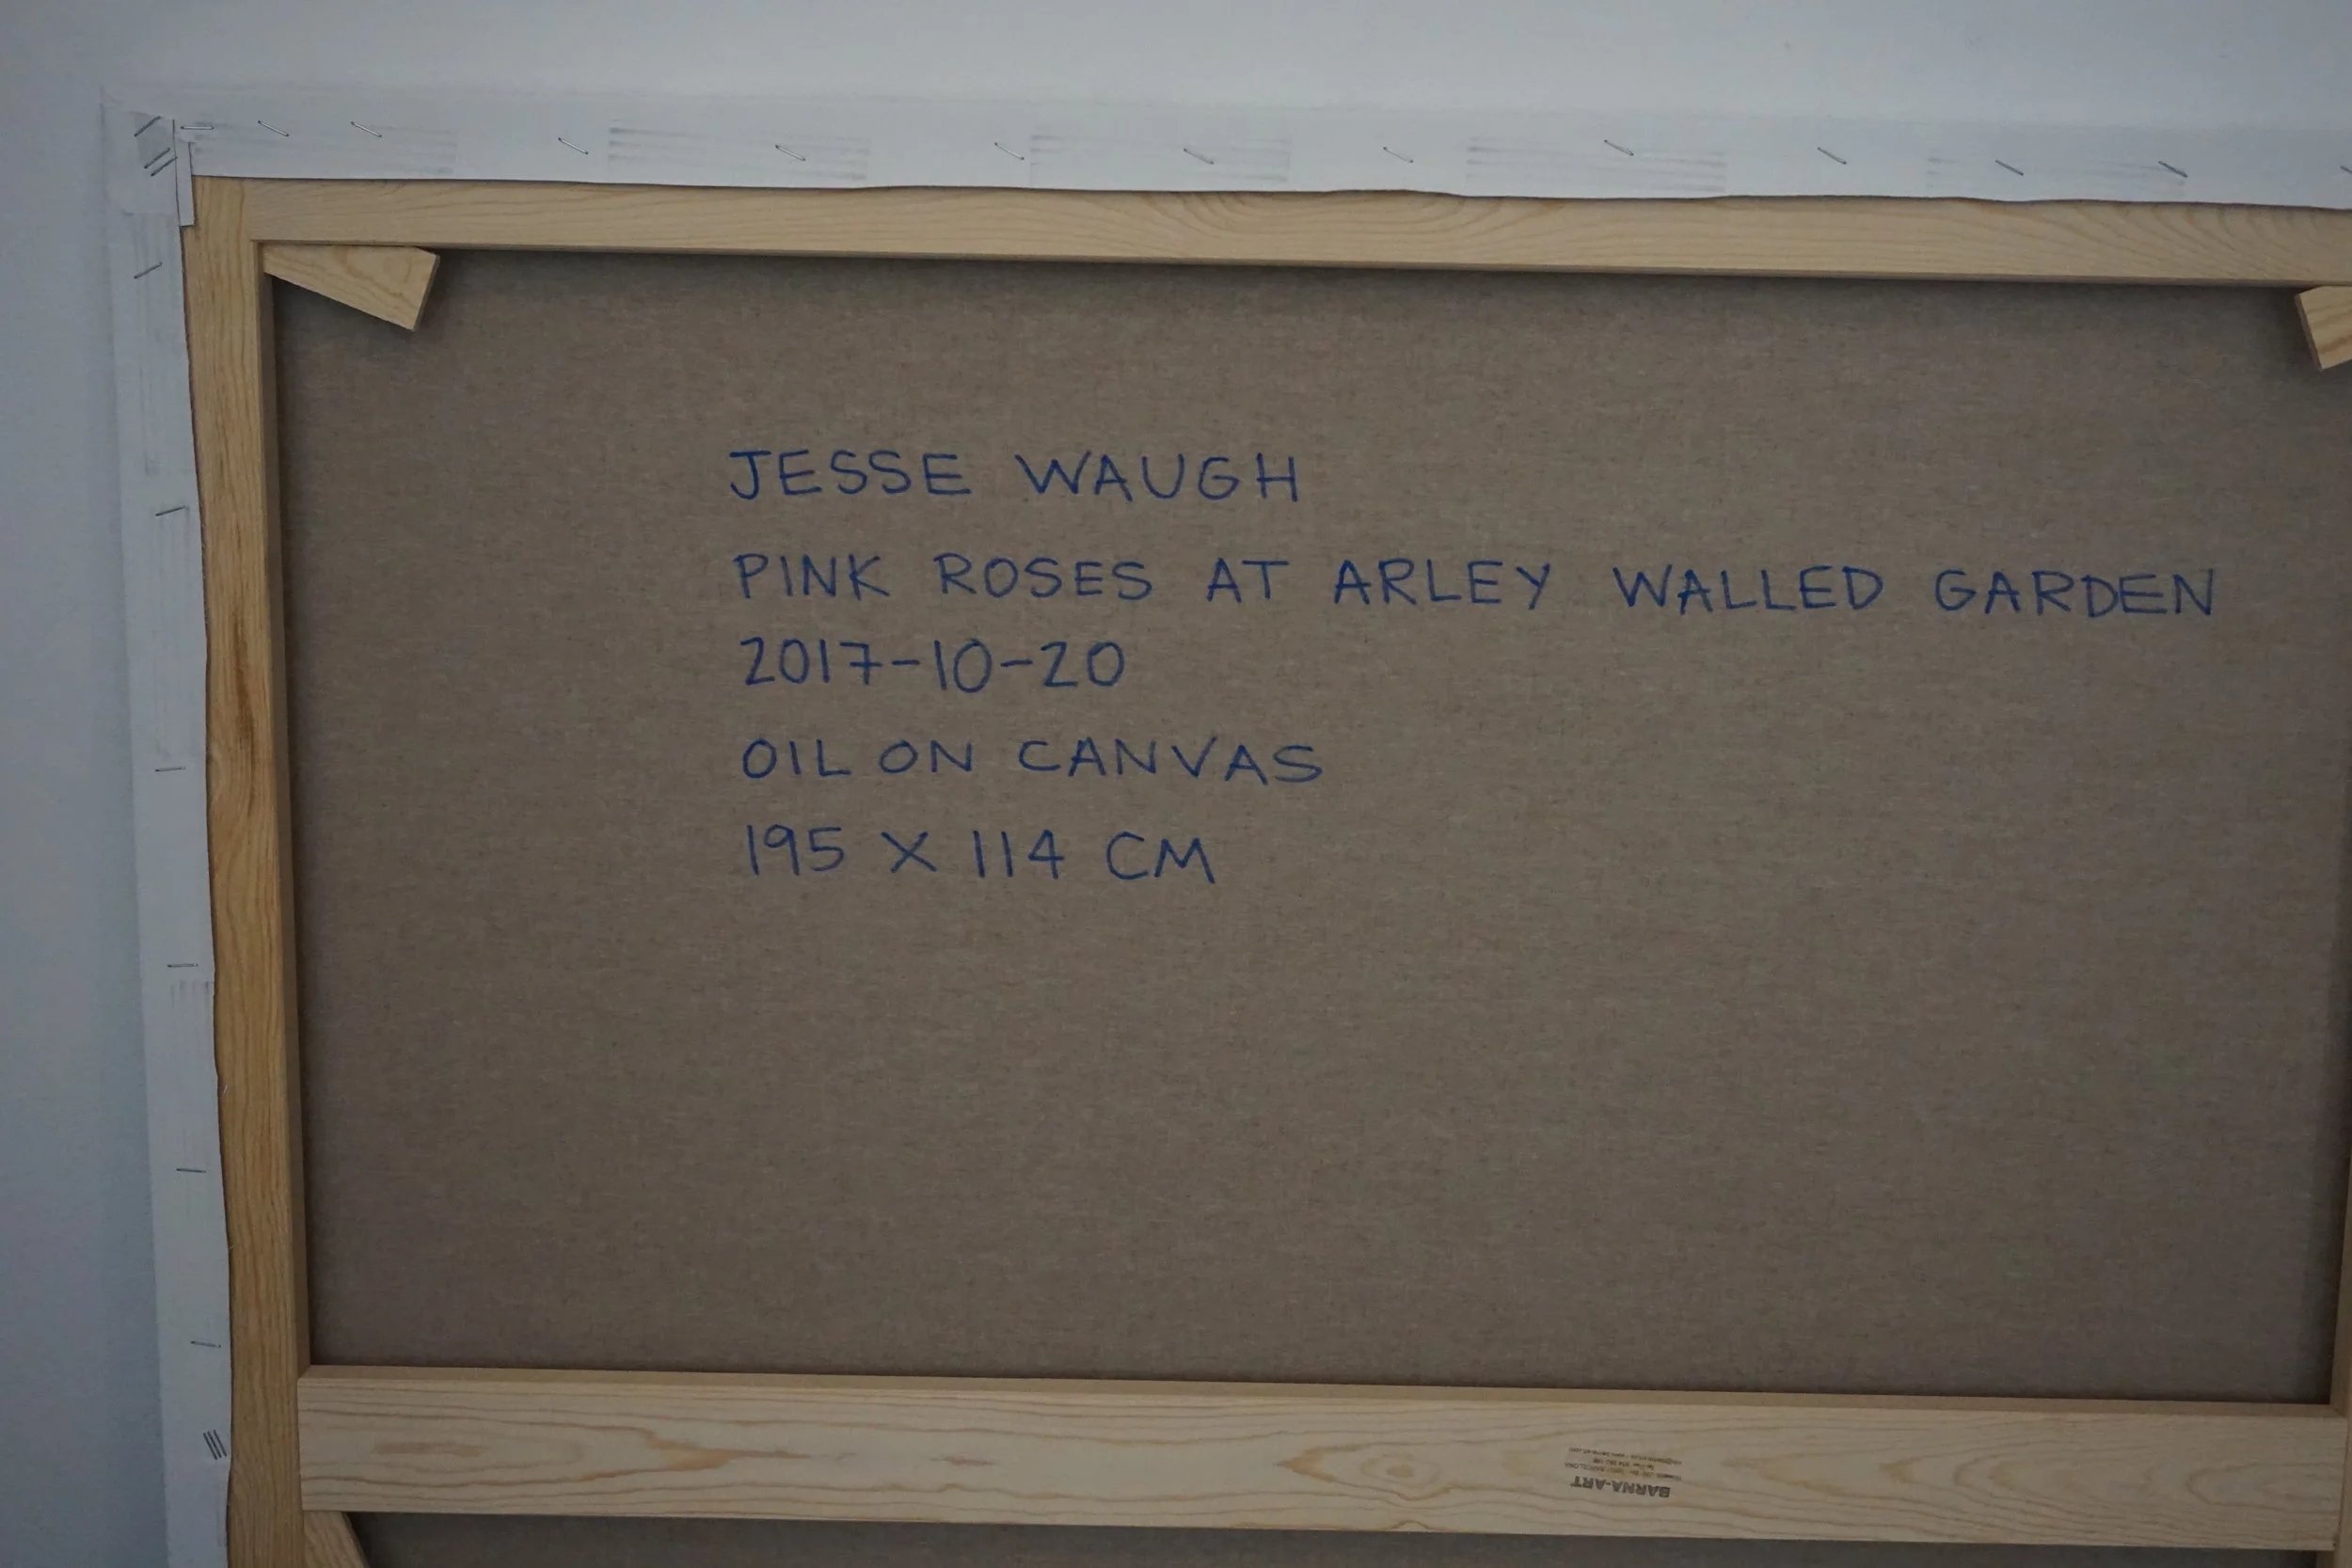 JESSE WAUGH
PINK ROSES AT ARLEY WALLED GARDEN
2017-10-20
OIL ON CANVAS
195 X 114 CM
BARNA-ART